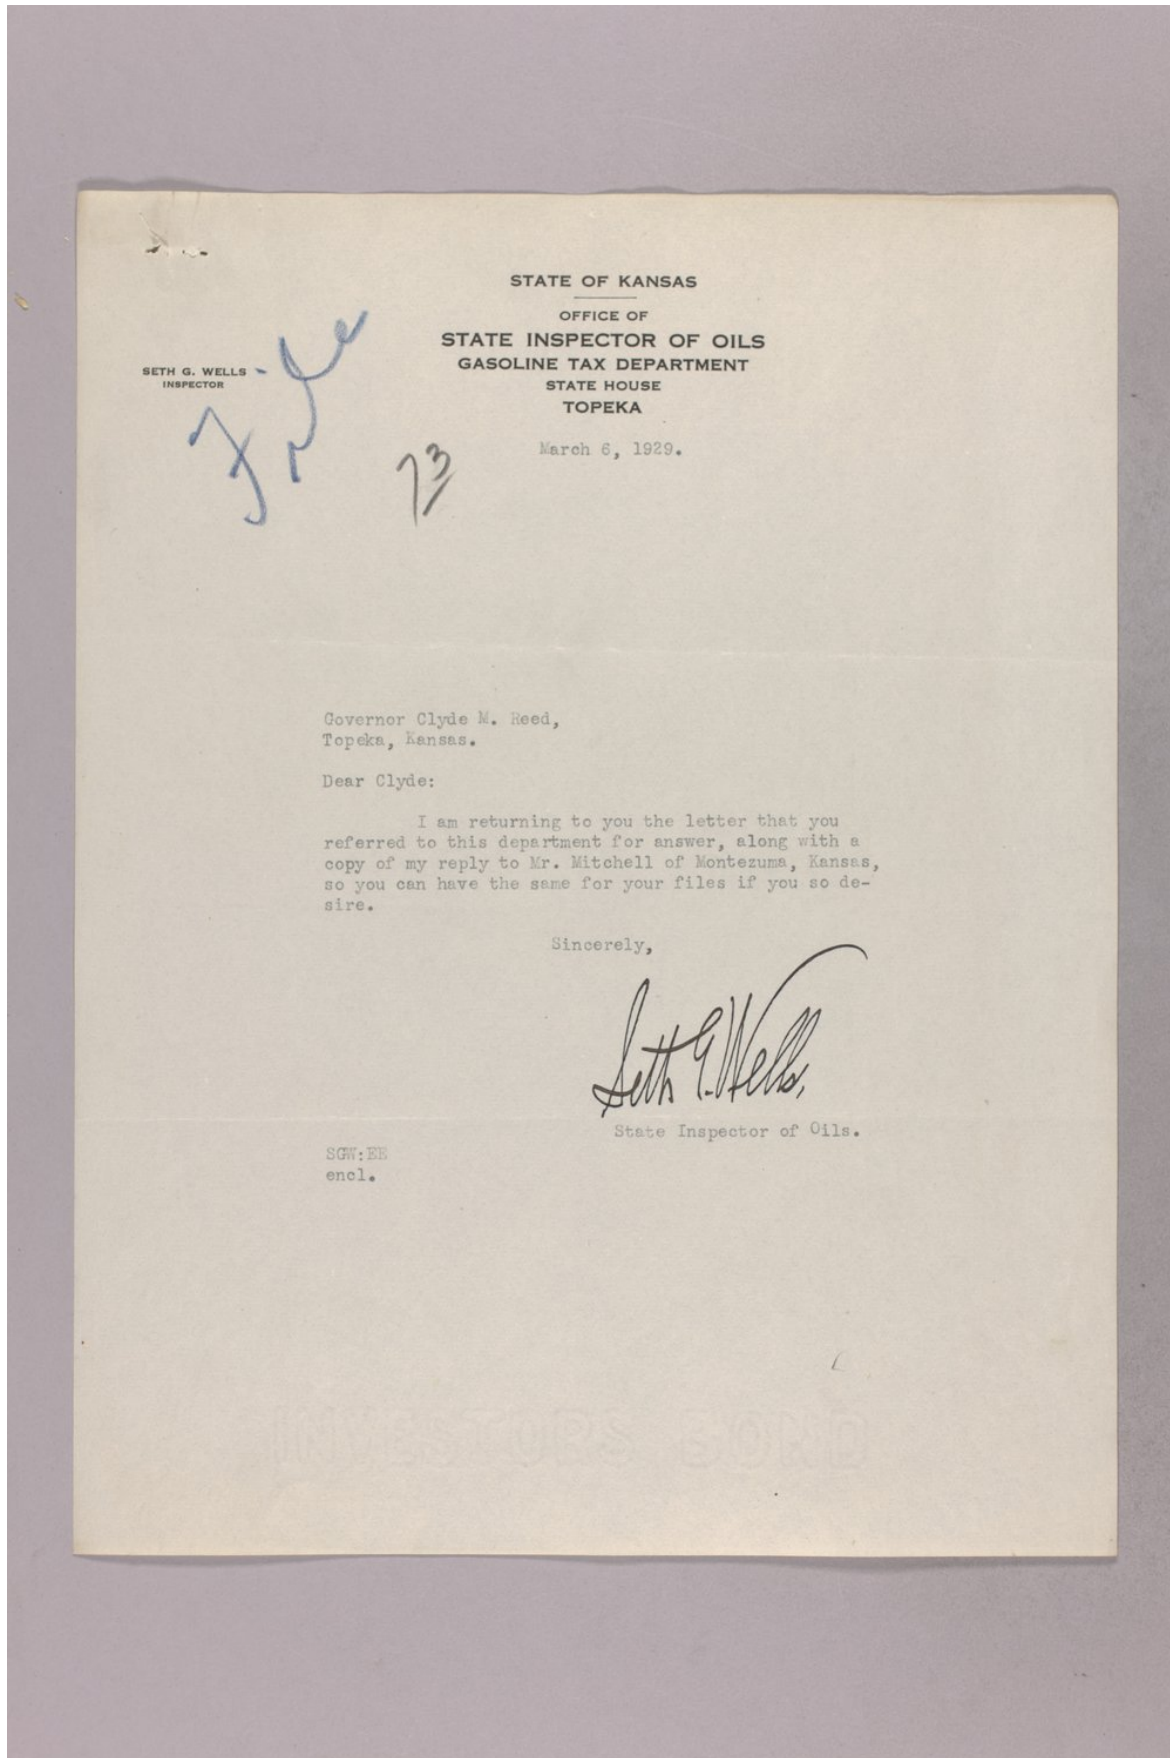 STATE OF KANSAS
OFFICE OF
STATE INSPECTOR OF OILS
GASOLINE TAX DEPARTMENT
STATE HOUSE
TOPEKA
SETH G. WELLS
INSPECTOR
File
73
March 6, 1929.
Governor Clyde M. Reed,
Topeka, Kansas.
Dear Clyde:
I am returning to you the letter that you
referred to this department for answer, along with a
copy of my reply to Mr. Mitchell of Montezuma, Kansas,
so you can have the same for your files if you so de-
sire.
Sincerely,
Seth G. Wells,
State Inspector of Oils.
SGW:EE
encl.
INVESTORS BOND